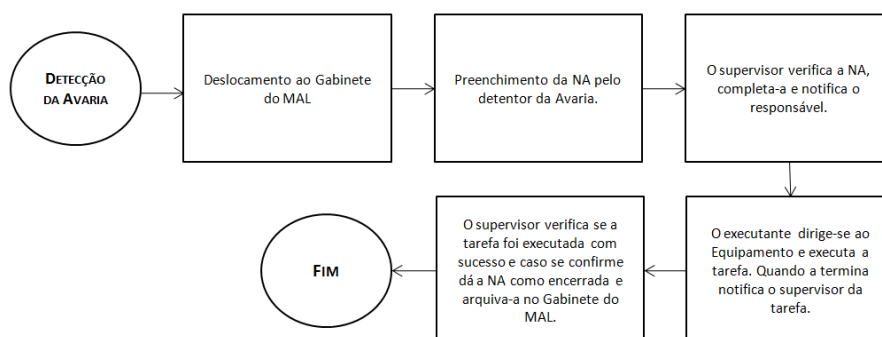 DETECÇÃO
DA AVARIA
Deslocamento ao Gabinete
do MAL
Preenchimento da NA pelo
detentor da Avaria.
O supervisor verifica a NA,
completa-a e notifica o
responsável.
O executante dirige-se ao
Equipamento e executa a
tarefa. Quando a termina
notifica o supervisor da
tarefa.
O supervisor verifica se a
tarefa foi executada com
sucesso e caso se confirme
dá a NA como encerrada e
arquiva-a no Gabinete do
MAL.
FIM